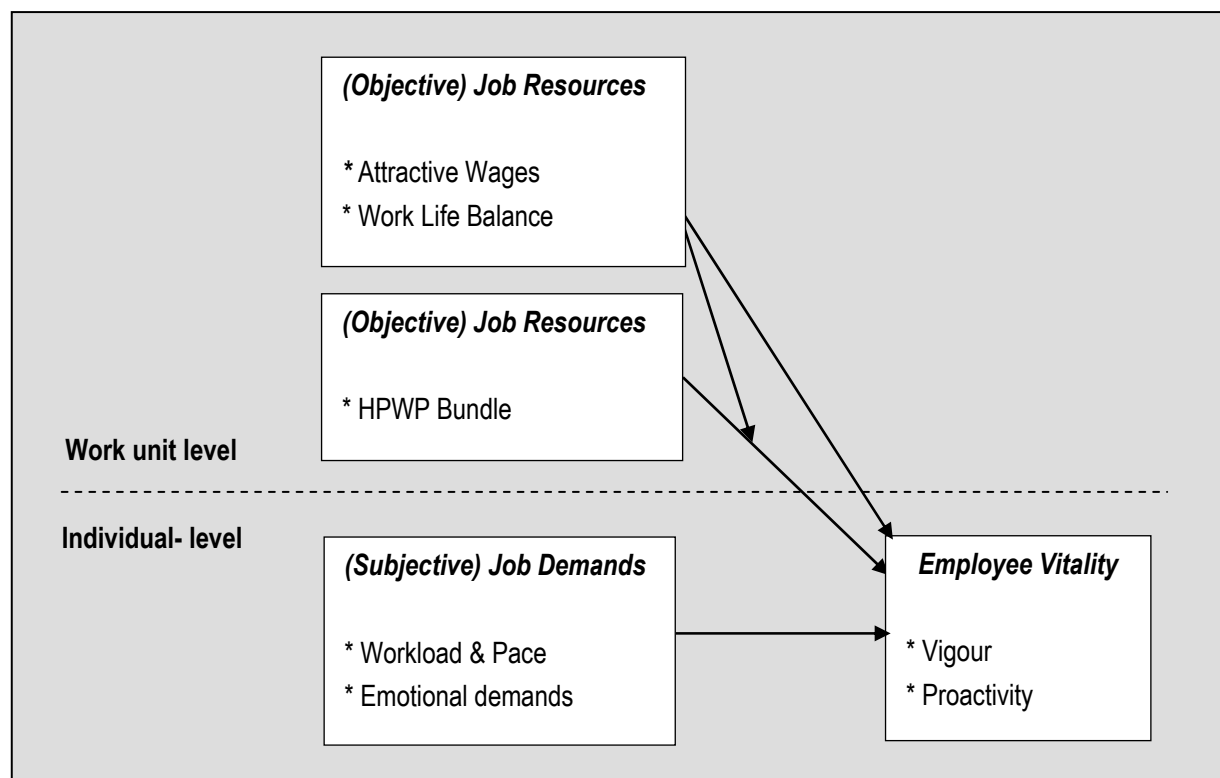 (Objective) Job Resources
* Attractive Wages
* Work Life Balance
(Objective) Job Resources
* HPWP Bundle
Work unit level
Individual- level
(Subjective) Job Demands
* Workload & Pace
* Emotional demands
Employee Vitality
* Vigour
* Proactivity